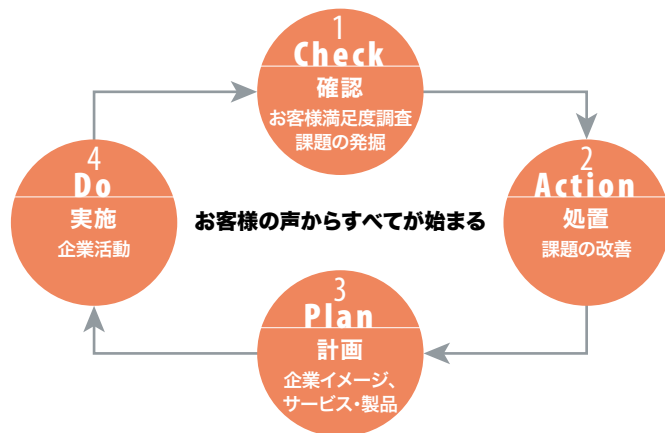 1
Check
確認
お客様満足度調査
課題の発掘
2
Action
処置
課題の改善
3
Plan
計画
企業イメージ、
サービス・製品
4
Do
実施
企業活動
お客様の声からすべてが始まる